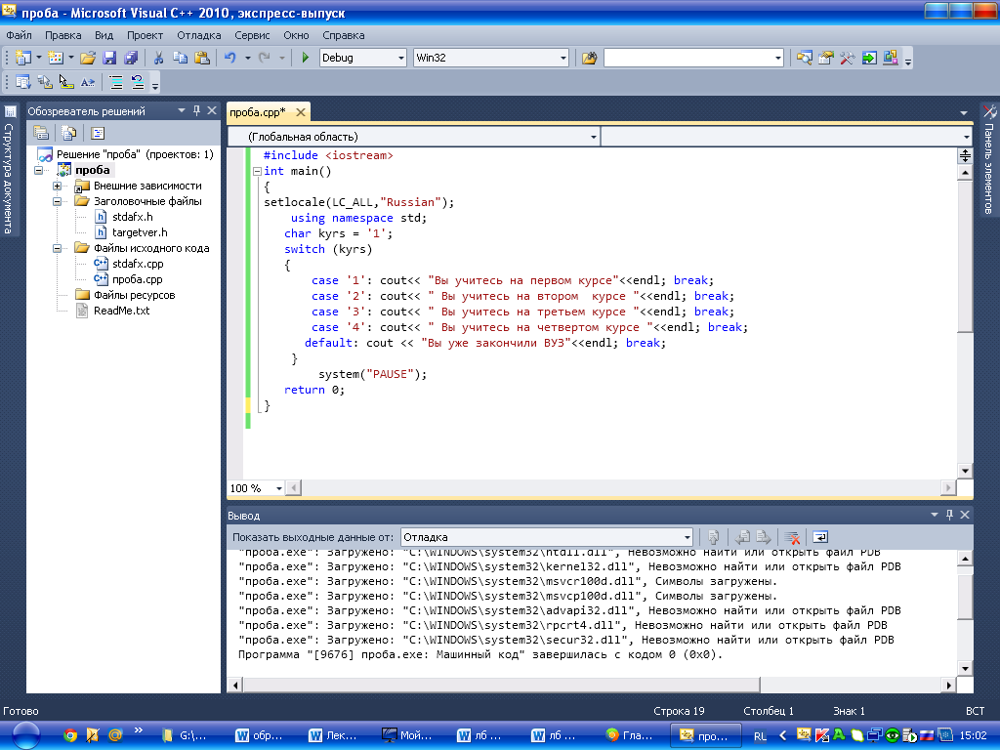 проба - Microsoft Visual C++ 2010, экспресс-выпуск
Файл Правка Вид Проект Отладка Сервис Окно Справка
Debug Win32
Структура документа
Обозреватель решений
Решение "проба" (проектов: 1)
проба
Внешние зависимости
Заголовочные файлы
stdafx.h
targetver.h
Файлы исходного кода
stdafx.cpp
проба.cpp
Файлы ресурсов
ReadMe.txt
проба.cpp*
(Глобальная область)
#include <iostream>
int main()
{
setlocale(LC_ALL,"Russian");
using namespace std;
char kyrs = '1';
switch (kyrs)
{
case '1': cout<< "Вы учитесь на первом курсе"<<endl; break;
case '2': cout<< " Вы учитесь на втором  курсе "<<endl; break;
case '3': cout<< " Вы учитесь на третьем курсе "<<endl; break;
case '4': cout<< " Вы учитесь на четвертом курсе "<<endl; break;
default: cout << "Вы уже закончили ВУЗ"<<endl; break;
}
system("PAUSE");
return 0;
}
100 %
Панель элементов
Вывод
Показать выходные данные от: Отладка
"проба.exe": Загружено: "C:\WINDOWS\system32\ntdll.dll", Невозможно найти или открыть файл PDB
"проба.exe": Загружено: "C:\WINDOWS\system32\kernel32.dll", Невозможно найти или открыть файл PDB
"проба.exe": Загружено: "C:\WINDOWS\system32\msvcr100d.dll", Символы загружены.
"проба.exe": Загружено: "C:\WINDOWS\system32\msvcp100d.dll", Символы загружены.
"проба.exe": Загружено: "C:\WINDOWS\system32\advapi32.dll", Невозможно найти или открыть файл PDB
"проба.exe": Загружено: "C:\WINDOWS\system32\rpcrt4.dll", Невозможно найти или открыть файл PDB
"проба.exe": Загружено: "C:\WINDOWS\system32\secur32.dll", Невозможно найти или открыть файл PDB
Программа "[9676] проба.exe: Машинный код" завершилась с кодом 0 (0x0).
Готово Строка 19 Столбец 1 Знак 1 ВСТ
G:\... обр... Лек... Мой... лб ... лб ... Гла... про... RL 15:02